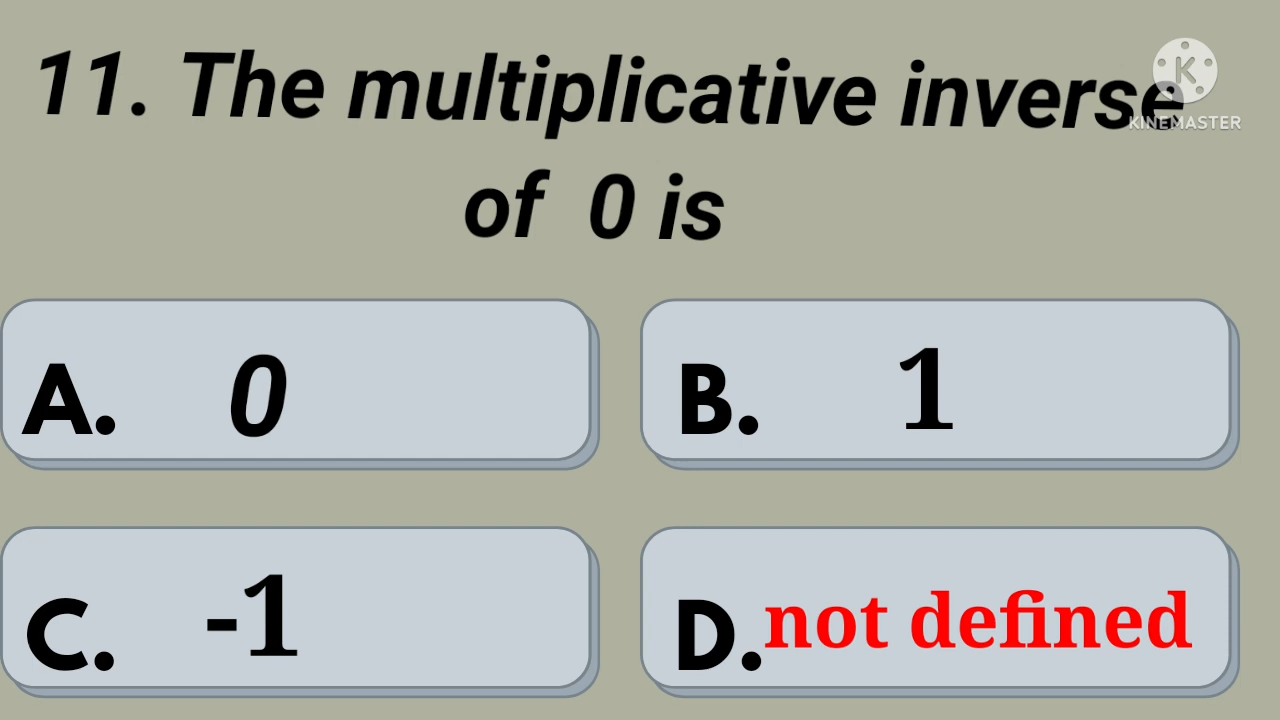 11. The multiplicative inverse
KINEMASTER
of 0 is
A. 0
B. 1
C. -1
D. not defined